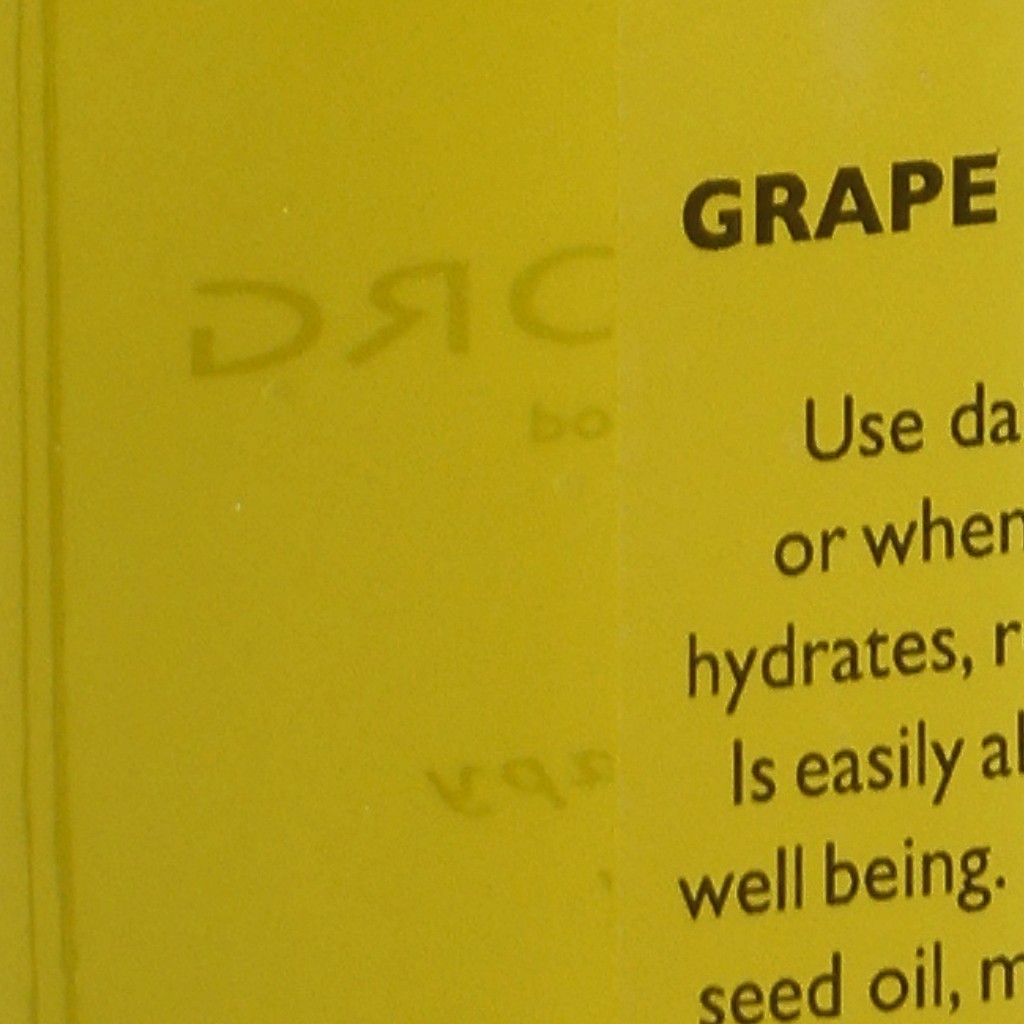 GRAPE
Use da
or when
hydrates, r
Is easily al
well being.
seed oil, m